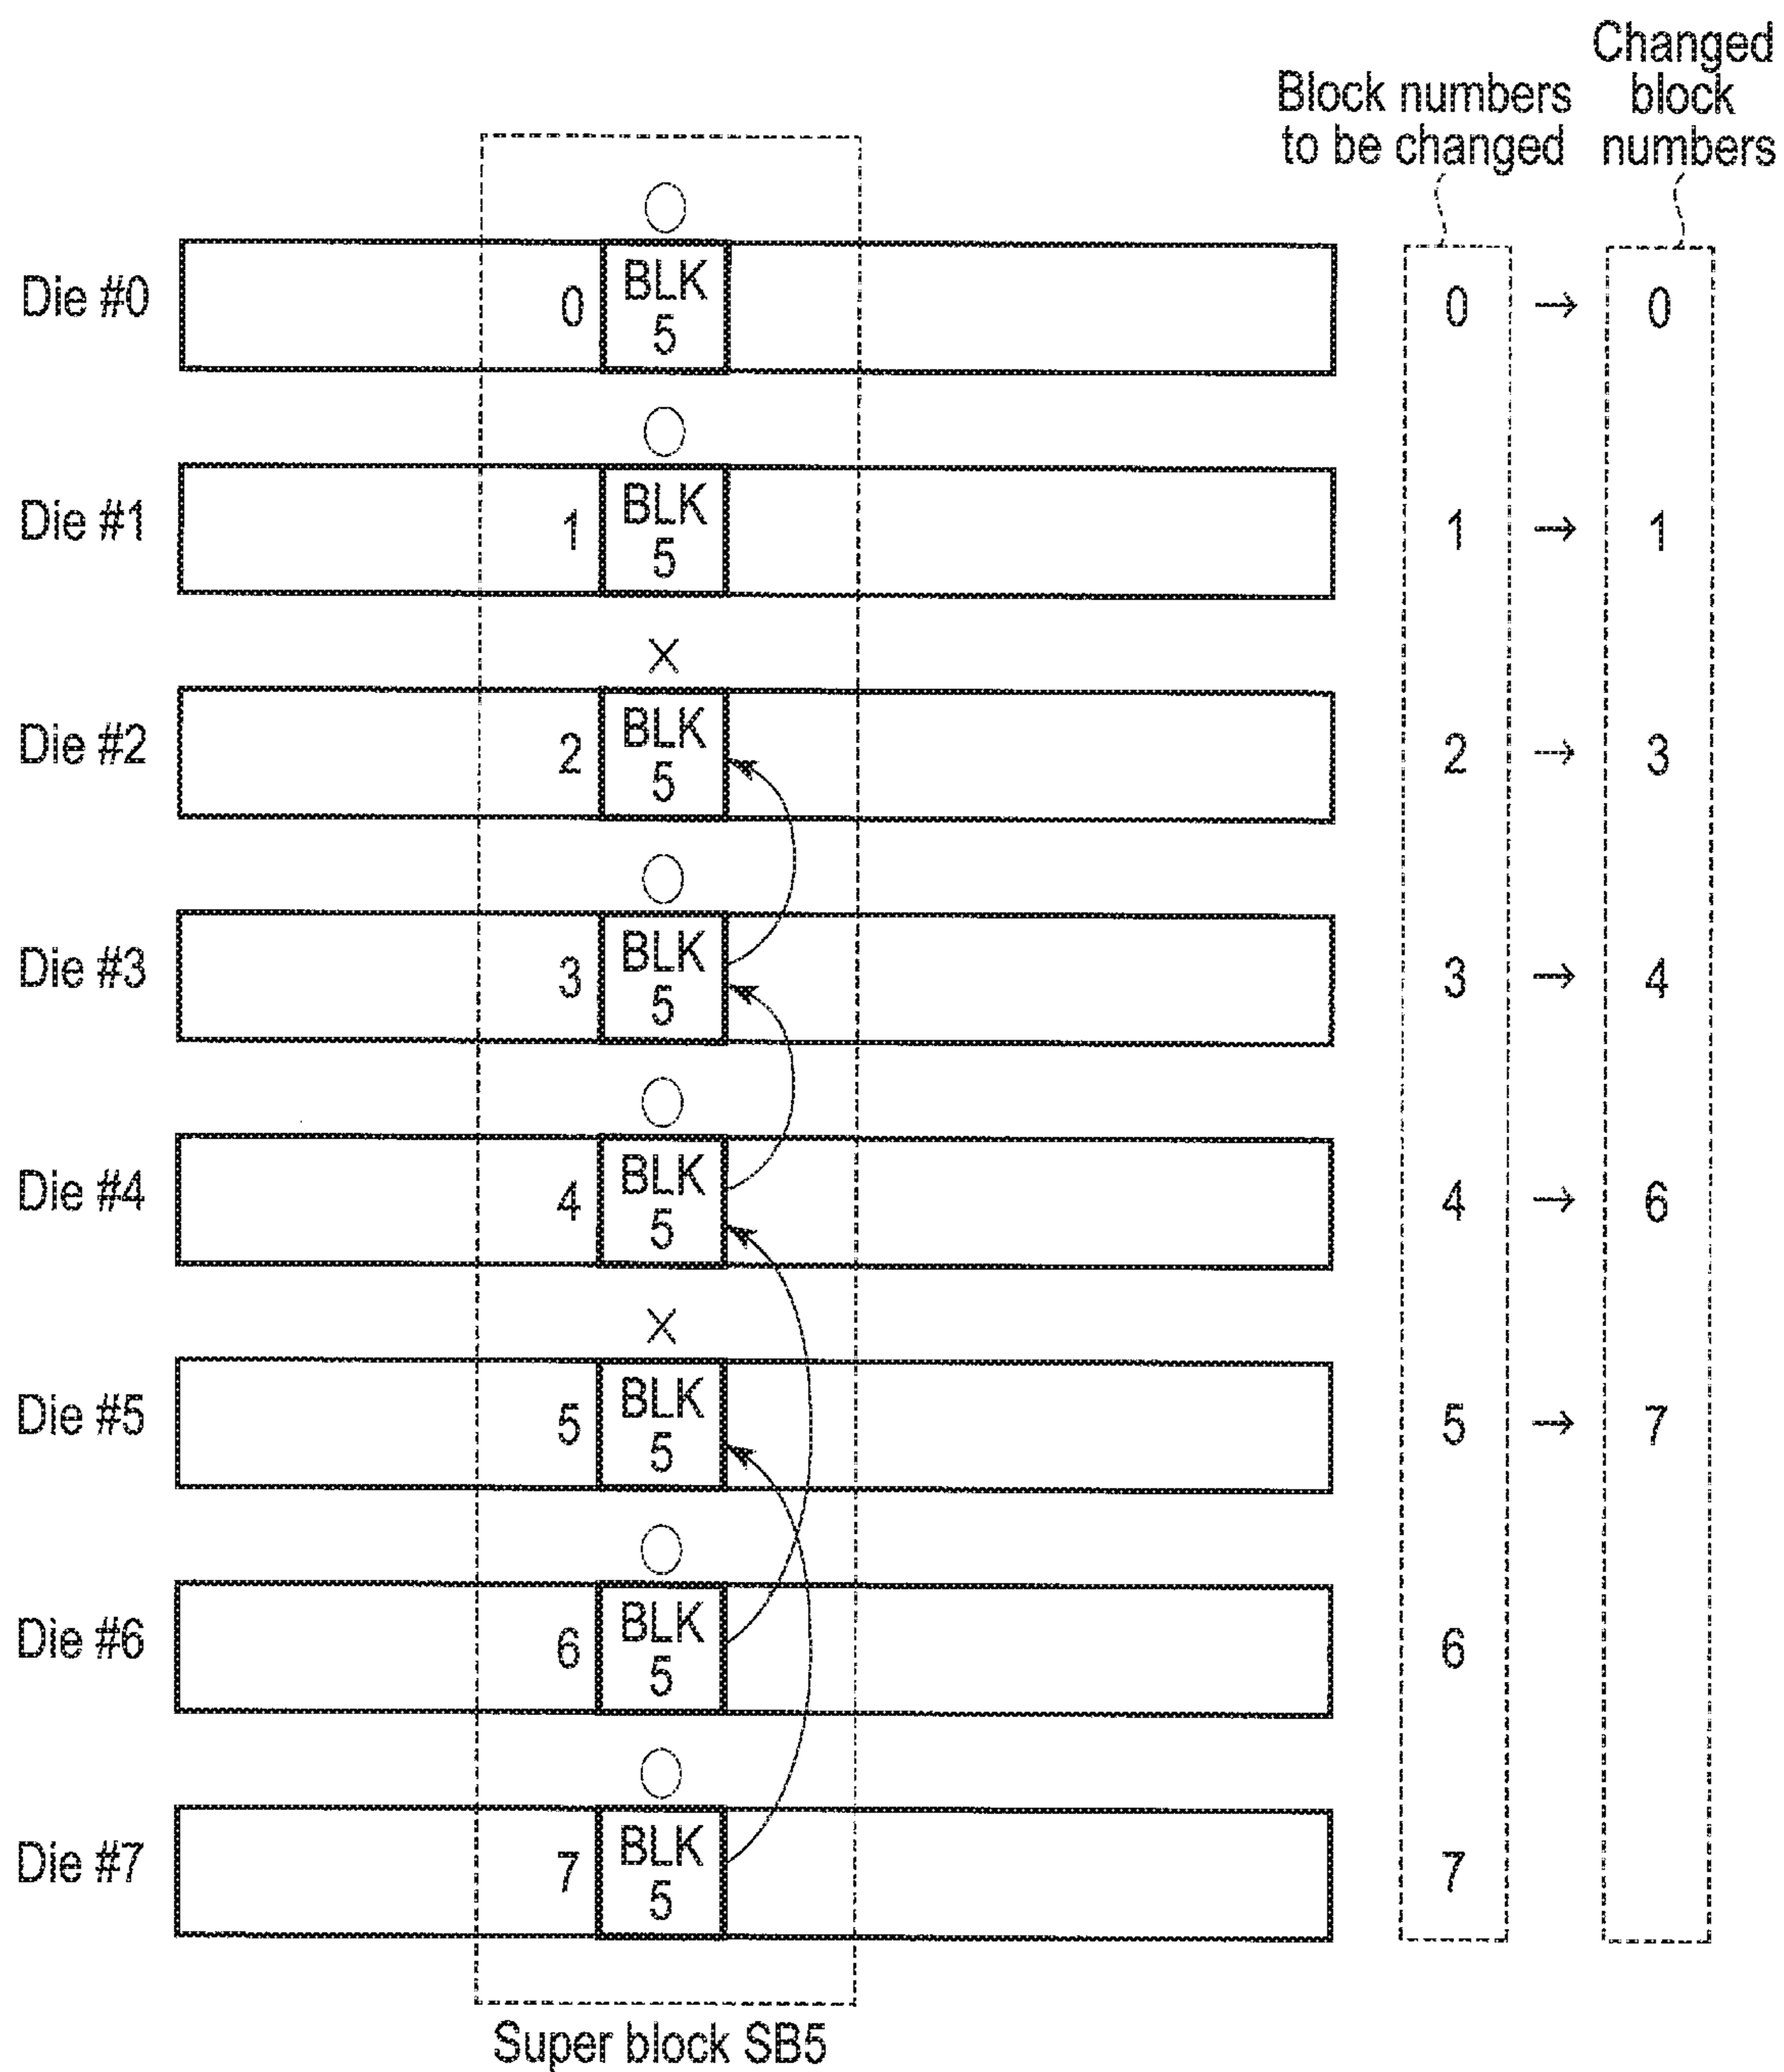 Changed
Block numbers block
to be changed numbers
Die #0 0 BLK 5 0 → 0
Die #1 1 BLK 5 1 → 1
×
Die #2 2 BLK 5 2 → 3
Die #3 3 BLK 5 3 → 4
Die #4 4 BLK 5 4 → 6
×
Die #5 5 BLK 5 5 → 7
Die #6 6 BLK 5 6
Die #7 7 BLK 5 7
Super block SB5